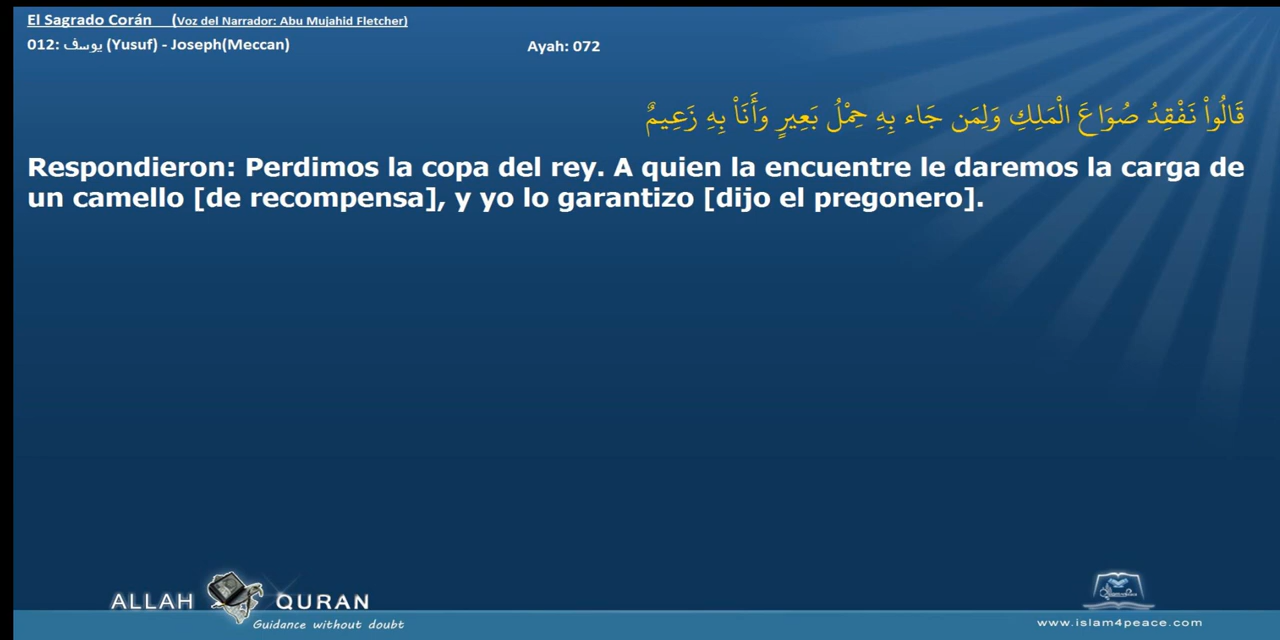 El Sagrado Corán (Voz del Narrador: Abu Mujahid Fletcher)
012: يوسف (Yusuf) - Joseph(Meccan)
Ayah: 072
قَالُواْ نَفْقِدُ صُوَاعَ الْمَلِكِ وَلِمَن جَاء بِهِ حِمْلُ بَعِيرٍ وَأَنَاْ بِهِ زَعِيمٌ
Respondieron: Perdimos la copa del rey. A quien la encuentre le daremos la carga de
un camello [de recompensa], y yo lo garantizo [dijo el pregonero].
ALLAH QURAN
Guidance without doubt
www.islam4peace.com